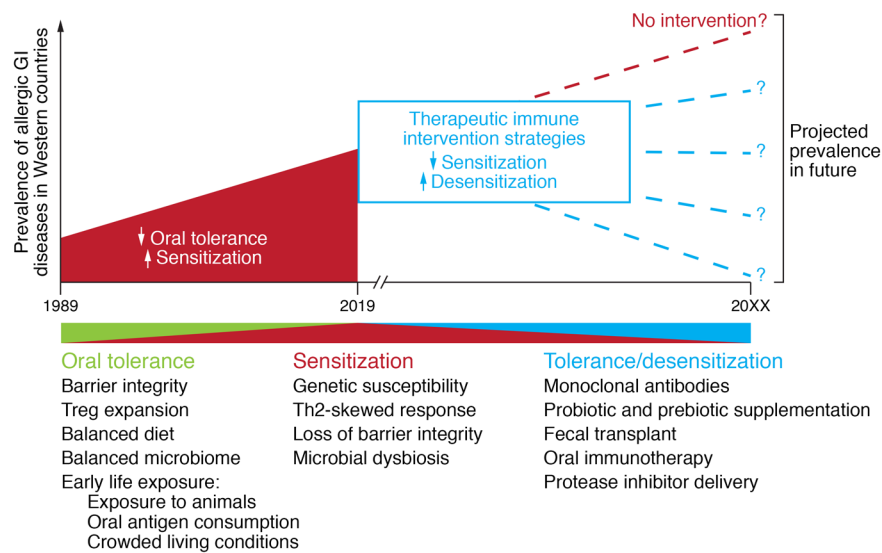 Prevalence of allergic GI
diseases in Western countries
No intervention?
?
?
?
?
Therapeutic immune
intervention strategies
↓ Sensitization
↑ Desensitization
Projected
prevalence
in future
↓ Oral tolerance
↑ Sensitization
1989
2019
20XX
Oral tolerance
Barrier integrity
Treg expansion
Balanced diet
Balanced microbiome
Early life exposure:
Exposure to animals
Oral antigen consumption
Crowded living conditions
Sensitization
Genetic susceptibility
Th2-skewed response
Loss of barrier integrity
Microbial dysbiosis
Tolerance/desensitization
Monoclonal antibodies
Probiotic and prebiotic supplementation
Fecal transplant
Oral immunotherapy
Protease inhibitor delivery